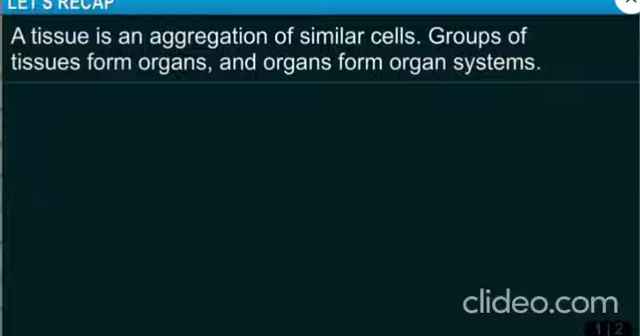 LET'S RECAP
A tissue is an aggregation of similar cells. Groups of
tissues form organs, and organs form organ systems.
clideo.com
1 | 2